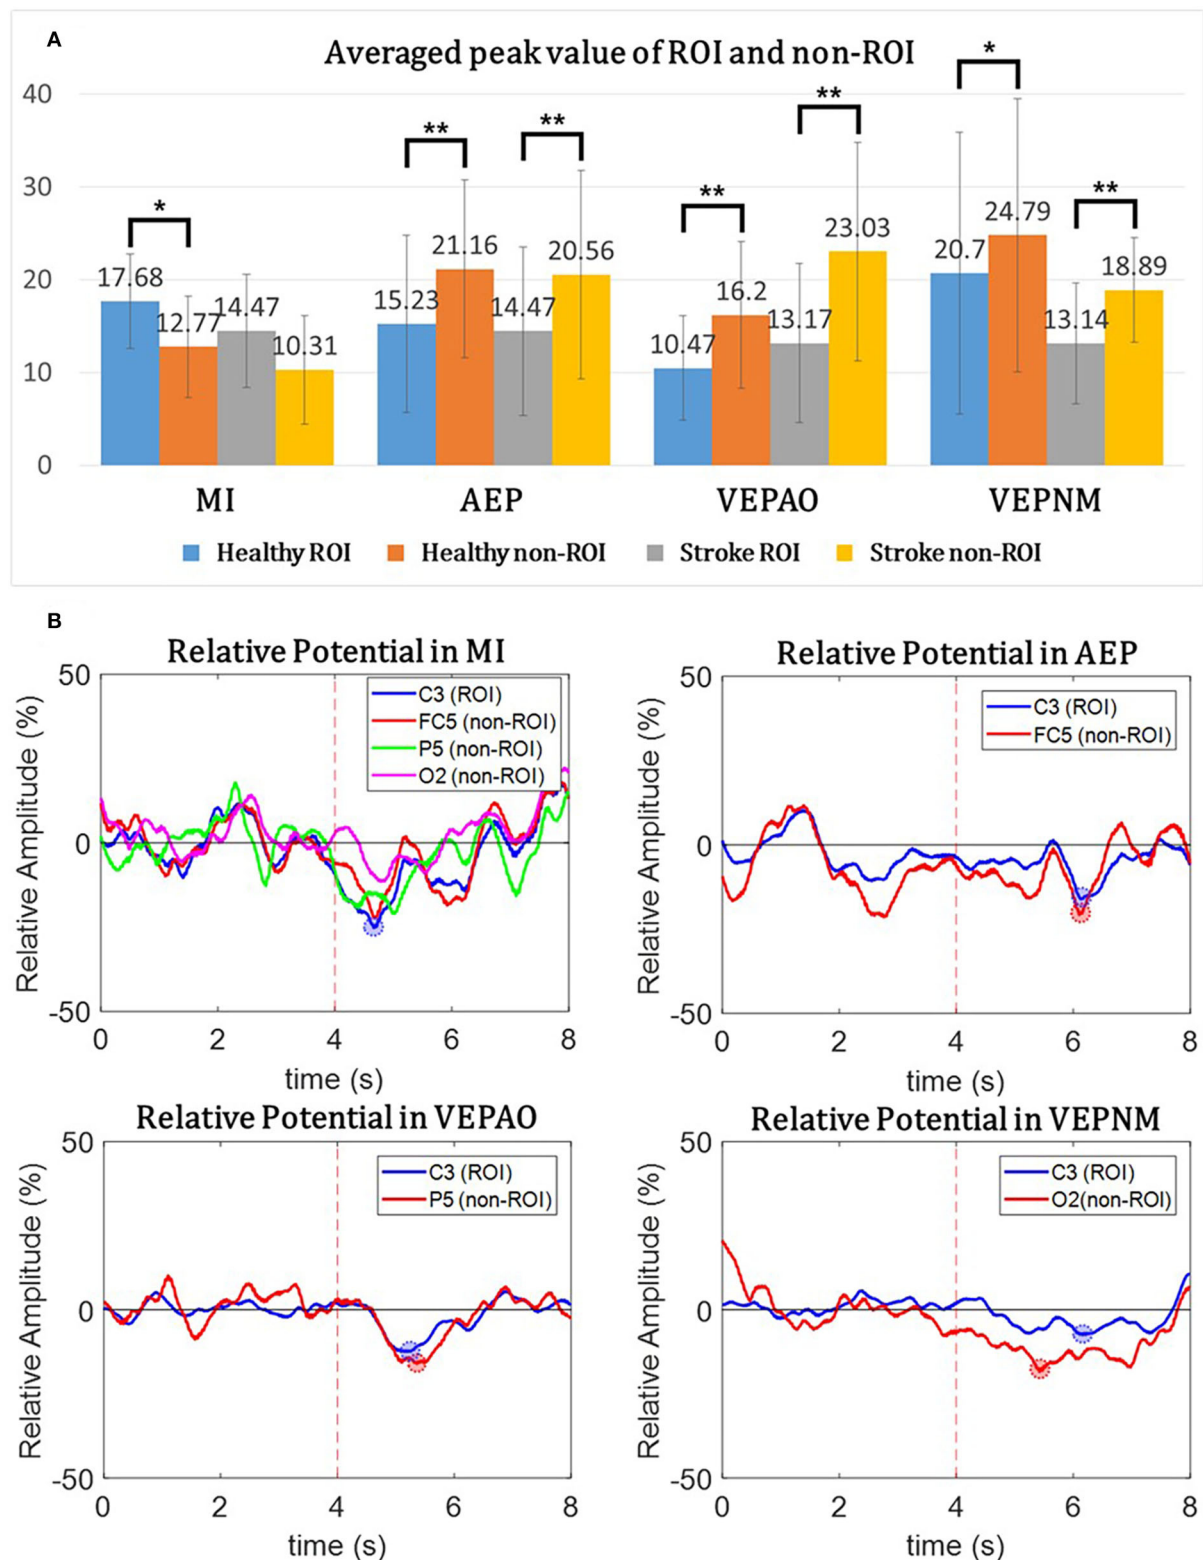 A
Averaged peak value of ROI and non-ROI
40
30
20
10
0
*
**
**
**
**
*
**
17.68
12.77
14.47
10.31
15.23
21.16
14.47
20.56
10.47
16.2
13.17
23.03
20.7
24.79
13.14
18.89
MI
AEP
VEPAO
VEPNM
Healthy ROI
Healthy non-ROI
Stroke ROI
Stroke non-ROI
B
Relative Potential in MI
Relative Amplitude (%)
50
0
-50
C3 (ROI)
FC5 (non-ROI)
P5 (non-ROI)
O2 (non-ROI)
0 2 4 6 8
time (s)
Relative Potential in AEP
Relative Amplitude (%)
50
0
-50
C3 (ROI)
FC5 (non-ROI)
0 2 4 6 8
time (s)
Relative Potential in VEPAO
Relative Amplitude (%)
50
0
-50
C3 (ROI)
P5 (non-ROI)
0 2 4 6 8
time (s)
Relative Potential in VEPNM
Relative Amplitude (%)
50
0
-50
C3 (ROI)
O2(non-ROI)
0 2 4 6 8
time (s)